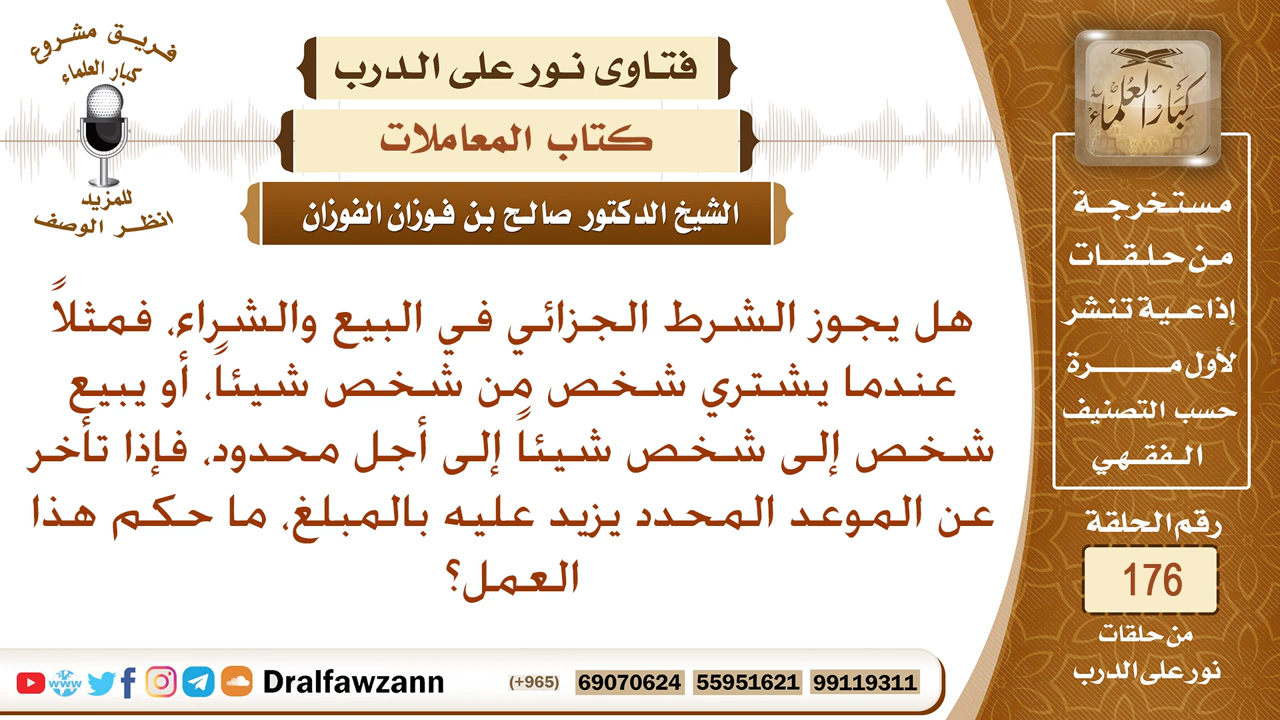 فريق مشروع
كبار العلماء
للمزيد
انظر الوصف
فتاوى نور على الدرب
كتاب المعاملات
الشيخ الدكتور صالح بن فوزان الفوزان
هل يجوز الشرط الجزائي في البيع والشراء، فمثلاً
عندما يشتري شخص من شخص شيئاً، أو يبيع
شخص إلى شخص شيئاً إلى أجل محدود، فإذا تأخر
عن الموعد المحدد يزيد عليه بالمبلغ، ما حكم هذا
العمل؟
كبار العلماء
مستخرجة
من حلقات
إذاعية تنشر
لأول مرة
حسب التصنيف
الفقهي
رقم الحلقة
176
من حلقات
نور على الدرب
www Dralfawzann (+965) 69070624 55951621 99119311